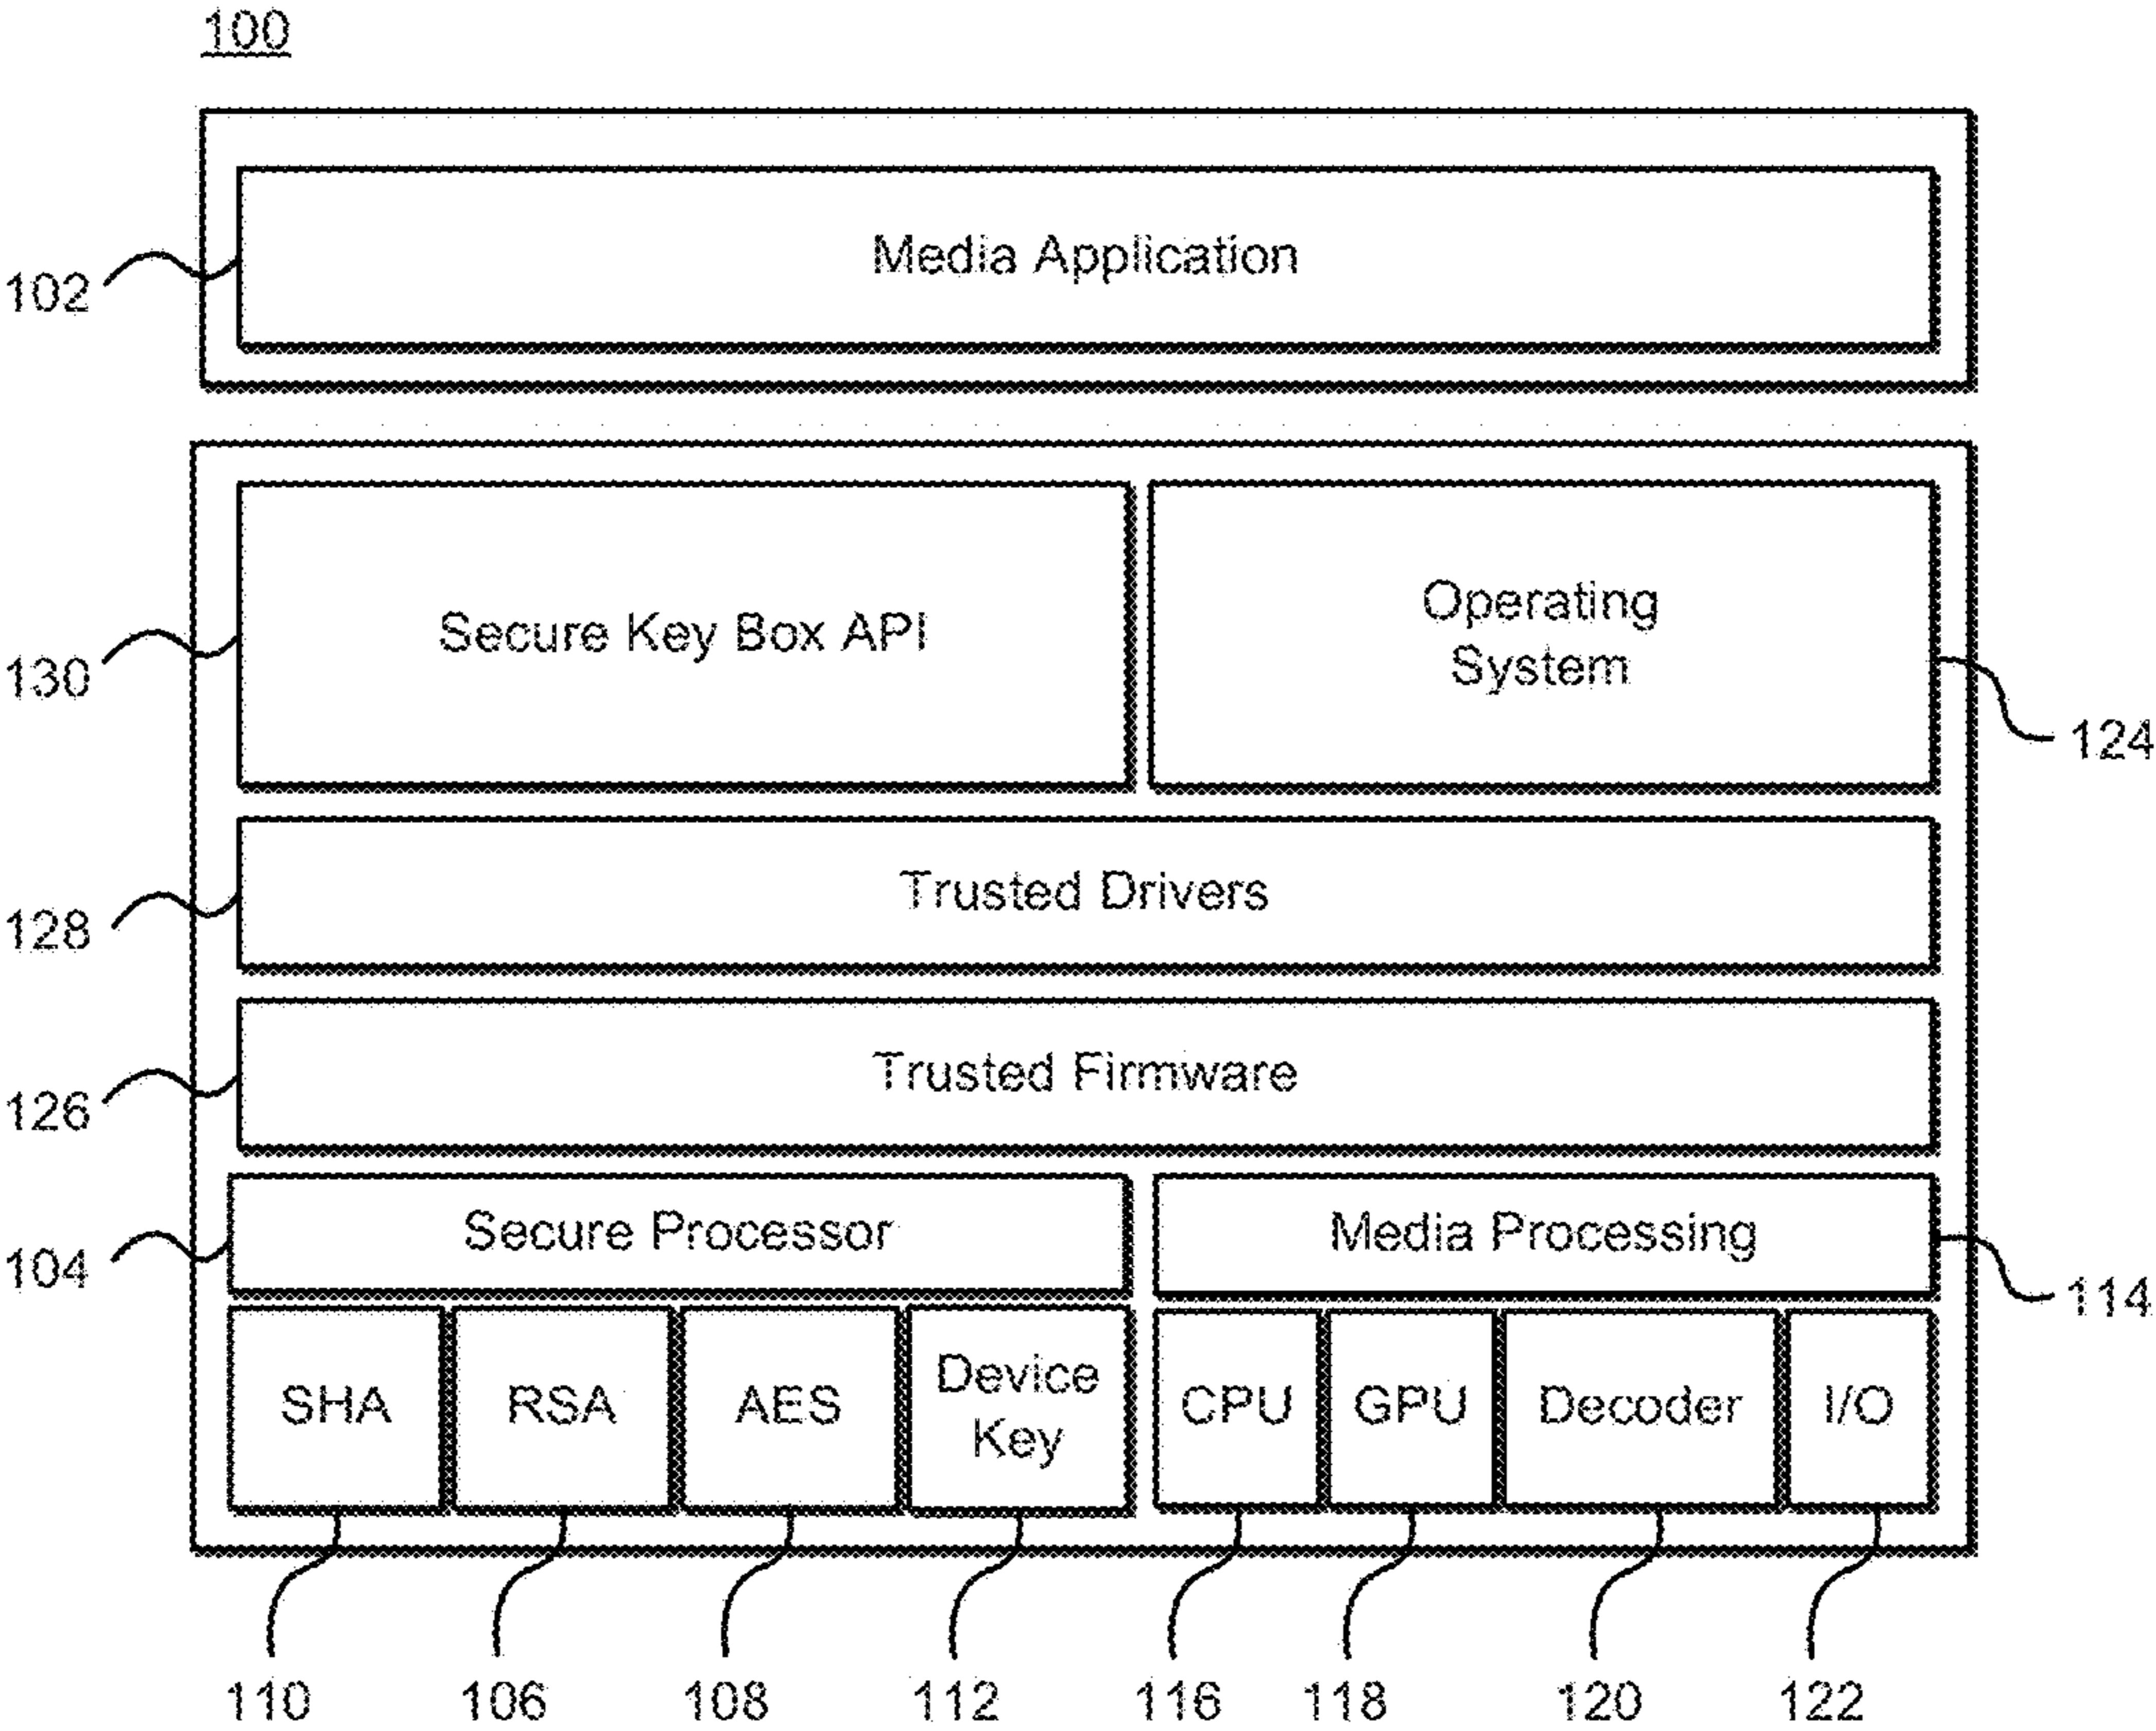 100
Media Application
102
Secure Key Box API
Operating
System
130
124
Trusted Drivers
128
Trusted Firmware
126
Secure Processor
Media Processing
104
114
SHA
RSA
AES
Device
Key
CPU
GPU
Decoder
I/O
110
106
108
112
116
118
120
122